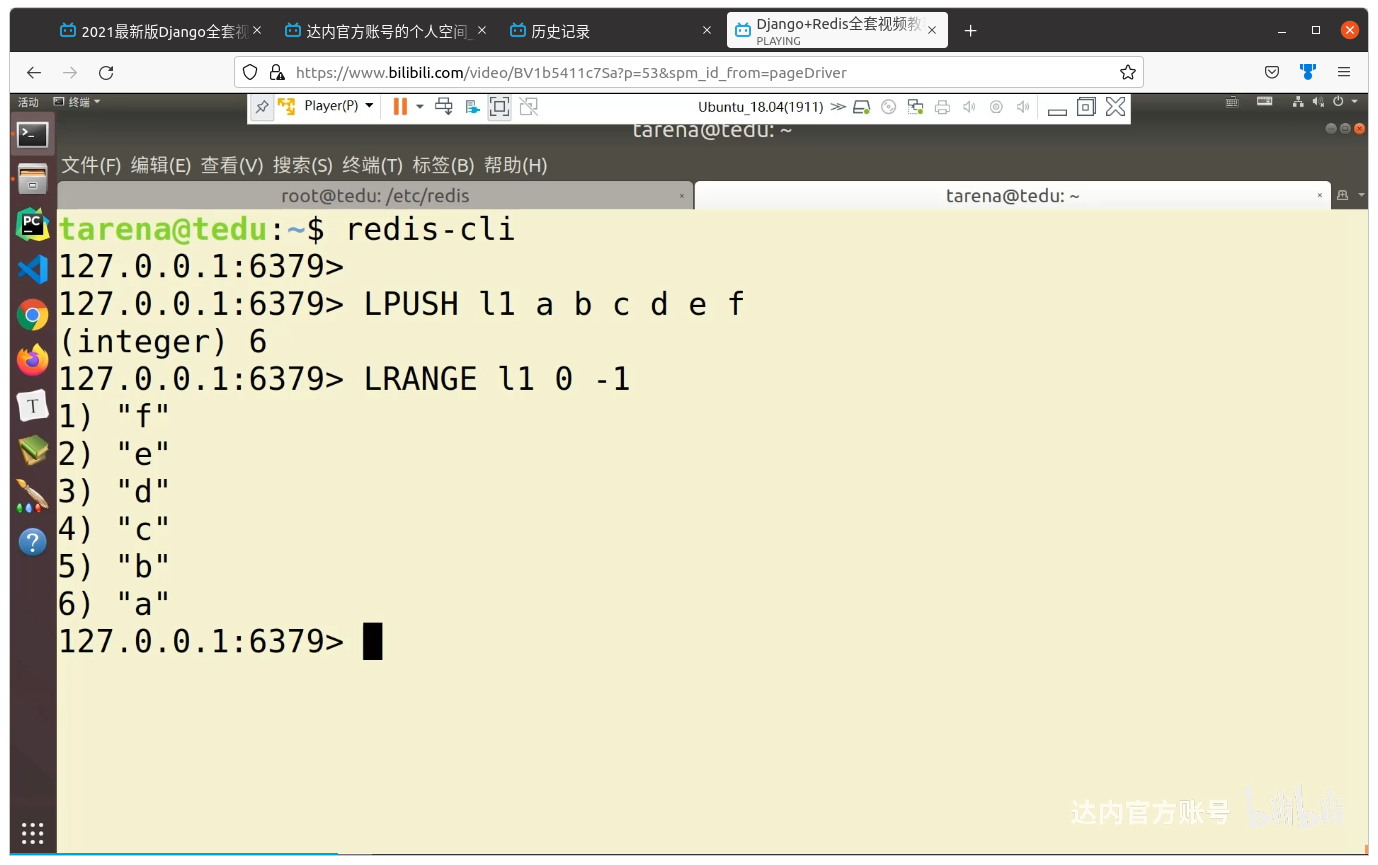 2021最新版Django全套视
达内官方账号的个人空间_
历史记录
Django+Redis全套视频教
PLAYING
https://www.bilibili.com/video/BV1b5411c7Sa?p=53&spm_id_from=pageDriver
活动 终端
Player(P)
Ubuntu_18.04(1911)
tarena@tedu: ~
文件(F) 编辑(E) 查看(V) 搜索(S) 终端(T) 标签(B) 帮助(H)
root@tedu: /etc/redis
tarena@tedu: ~
tarena@tedu:~$ redis-cli
127.0.0.1:6379>
127.0.0.1:6379> LPUSH l1 a b c d e f
(integer) 6
127.0.0.1:6379> LRANGE l1 0 -1
1) "f"
2) "e"
3) "d"
4) "c"
5) "b"
6) "a"
127.0.0.1:6379>
PC
T
达内官方账号 bilibili